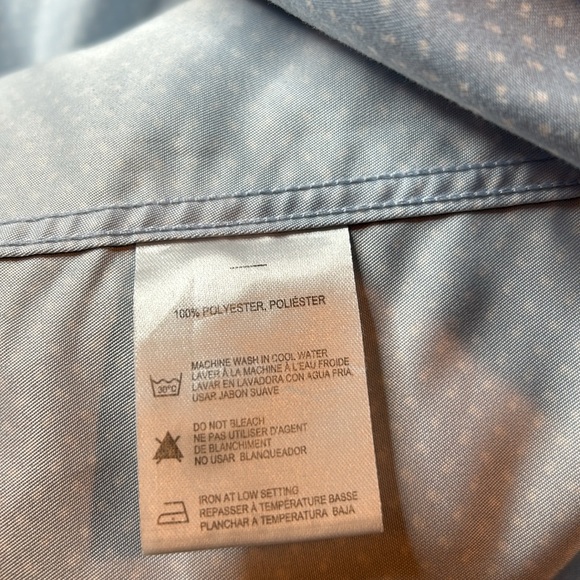 100% POLYESTER, POLIÉSTER
MACHINE WASH IN COOL WATER
LAVER À LA MACHINE À L'EAU FROIDE
LAVAR EN LAVADORA CON AGUA FRIA,
USAR JABON SUAVE
30°C
DO NOT BLEACH
NE PAS UTILISER D'AGENT
DE BLANCHIMENT
NO USAR BLANQUEADOR
IRON AT LOW SETTING
REPASSER À TEMPÉRATURE BASSE
PLANCHAR A TEMPERATURA BAJA